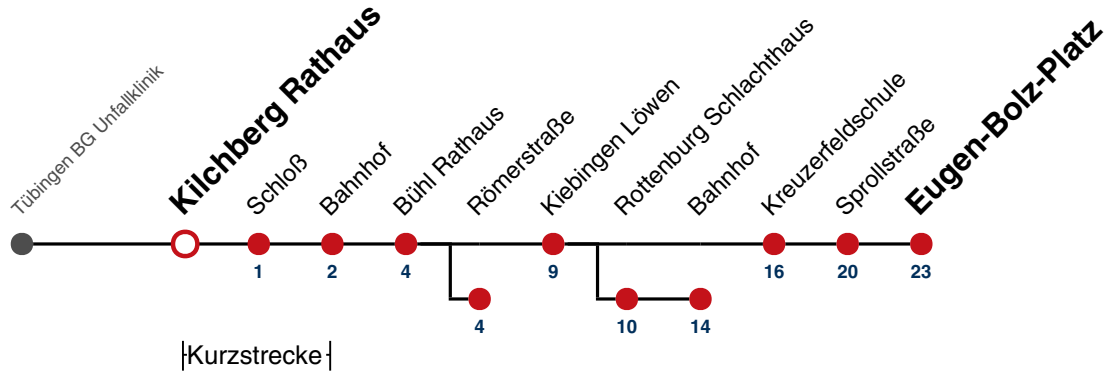 Tübingen BG Unfallklinik
Kilchberg Rathaus
Schloß
Bahnhof
Bühl Rathaus
Römerstraße
Kiebingen Löwen
Rottenburg Schlachthaus
Bahnhof
Kreuzerfeldschule
Sprollstraße
Eugen-Bolz-Platz
1
2
4
9
16
20
23
4
10
14
Kurzstrecke